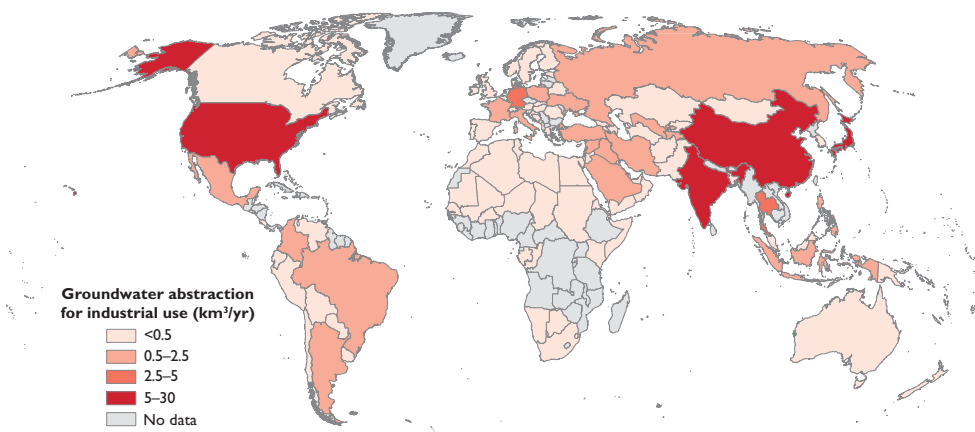 Groundwater abstraction
for industrial use (km³/yr)
<0.5
0.5–2.5
2.5–5
5–30
No data